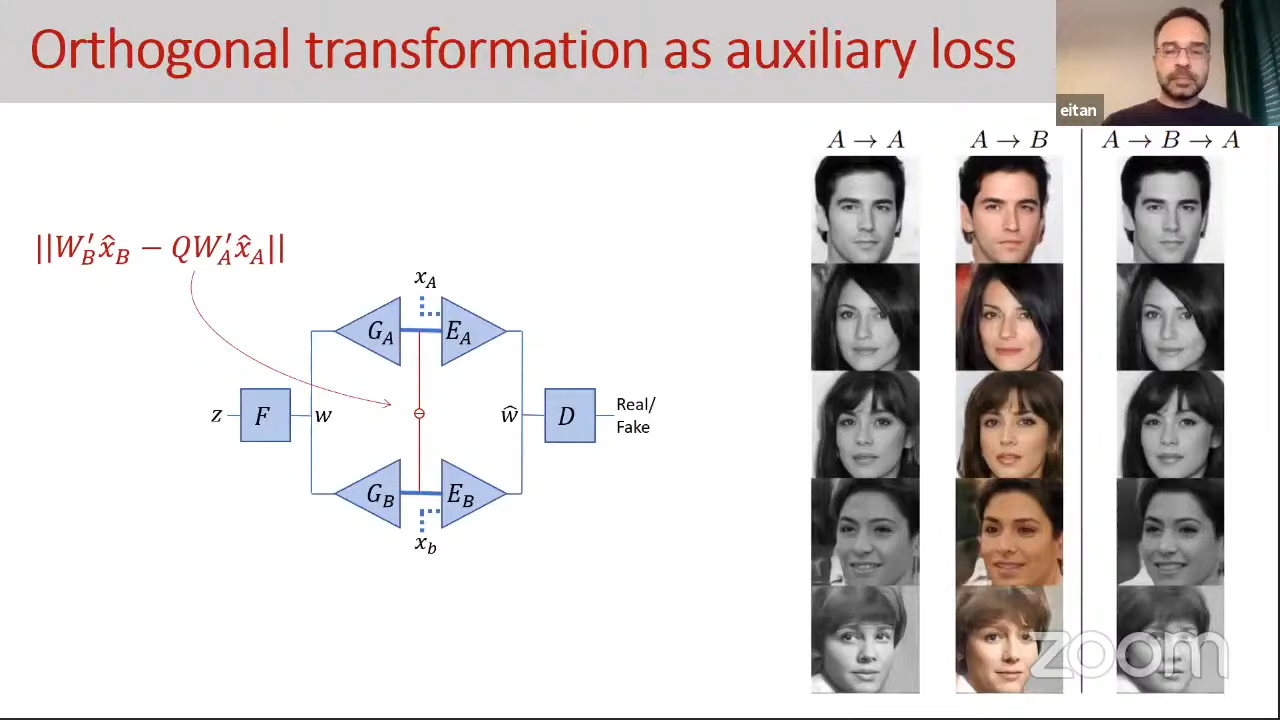 Orthogonal transformation as auxiliary loss
eitan
A → A
A → B
A → B → A
||W′_B x̂_B − QW′_A x̂_A||
x_A
G_A
E_A
z
F
w
ŵ
D
Real/
Fake
G_B
E_B
x_b
zoom